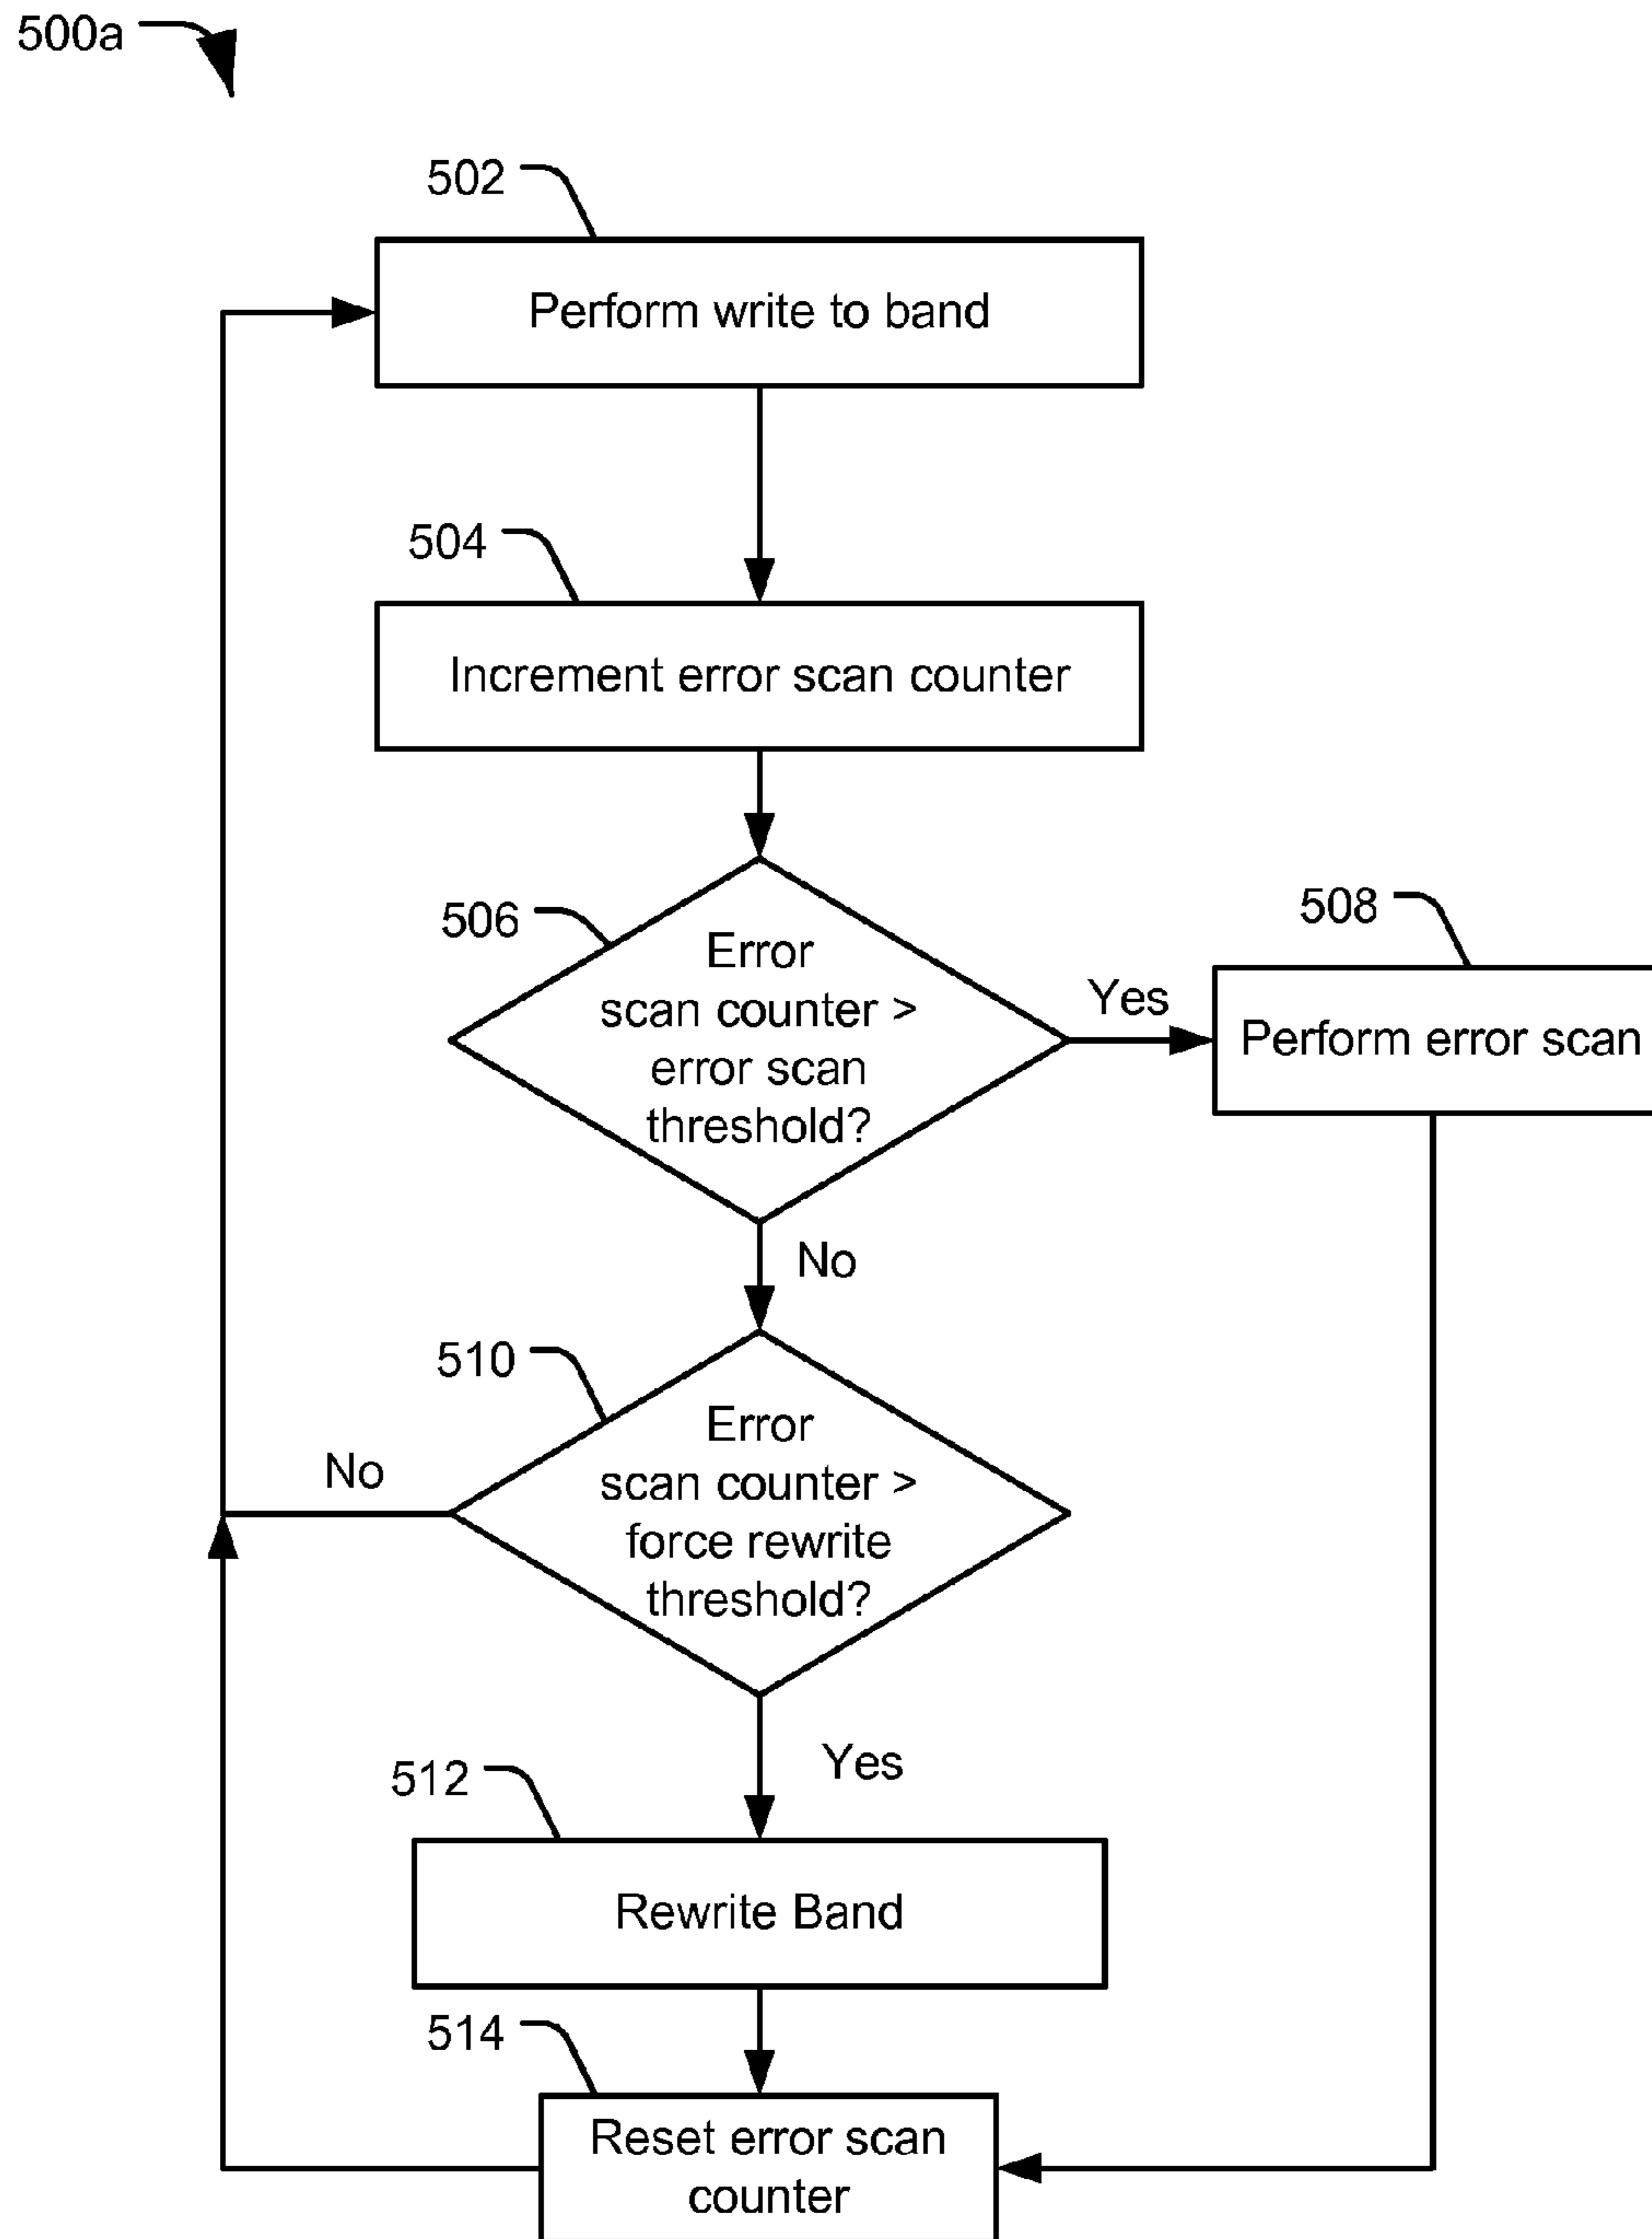 500a
502
Perform write to band
504
Increment error scan counter
506
Error
scan counter >
error scan
threshold?
Yes
508
Perform error scan
No
510
Error
scan counter >
force rewrite
threshold?
No
Yes
512
Rewrite Band
514
Reset error scan
counter